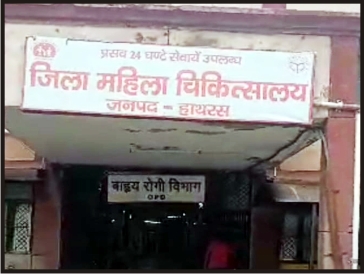 प्रसव 24 घण्टे सेवायें उपलब्ध
जिला महिला चिकित्सालय
जनपद - हाथरस
बाह्य रोगी विभाग
OPD